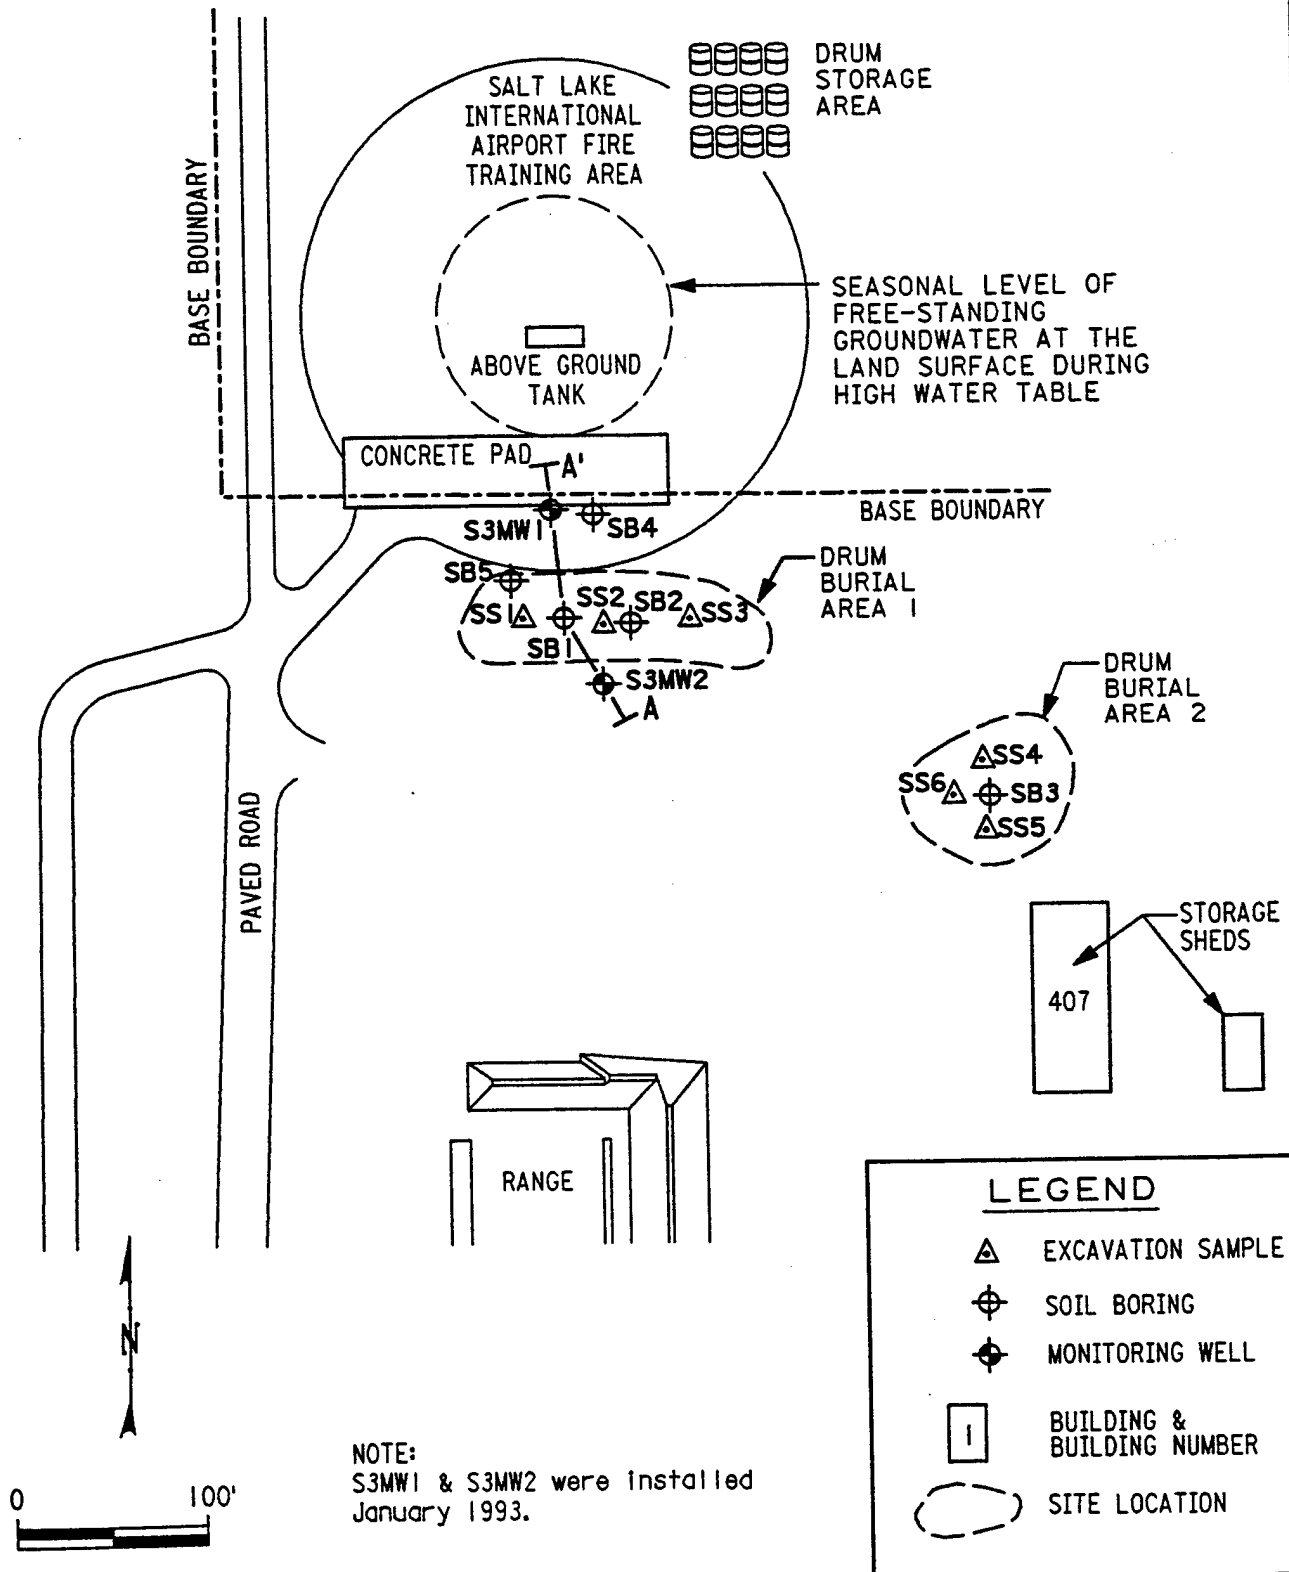 DRUM
STORAGE
AREA
SALT LAKE
INTERNATIONAL
AIRPORT FIRE
TRAINING AREA
BASE BOUNDARY
SEASONAL LEVEL OF
FREE-STANDING
GROUNDWATER AT THE
LAND SURFACE DURING
HIGH WATER TABLE
ABOVE GROUND
TANK
CONCRETE PAD
A'
BASE BOUNDARY
S3MW1
SB4
DRUM
BURIAL
AREA 1
SB5
SS1
SS2
SB2
SS3
SB1
S3MW2
A
DRUM
BURIAL
AREA 2
SS4
SS6
SB3
SS5
PAVED ROAD
STORAGE
SHEDS
407
RANGE
LEGEND
EXCAVATION SAMPLE
SOIL BORING
MONITORING WELL
1
BUILDING &
BUILDING NUMBER
SITE LOCATION
N
NOTE:
S3MW1 & S3MW2 were installed
January 1993.
0 100'